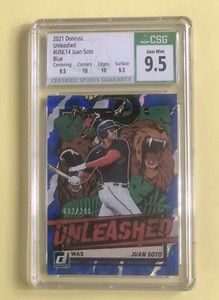 2021 Donruss
Unleashed
#UNL14 Juan Soto
Blue
Centering Corners Edges Surface
9.5 10 10 9.5
CSG
Gem Mint
9.5
CERTIFIED SPORTS GUARANTY
UNLEASHED
WAS JUAN SOTO